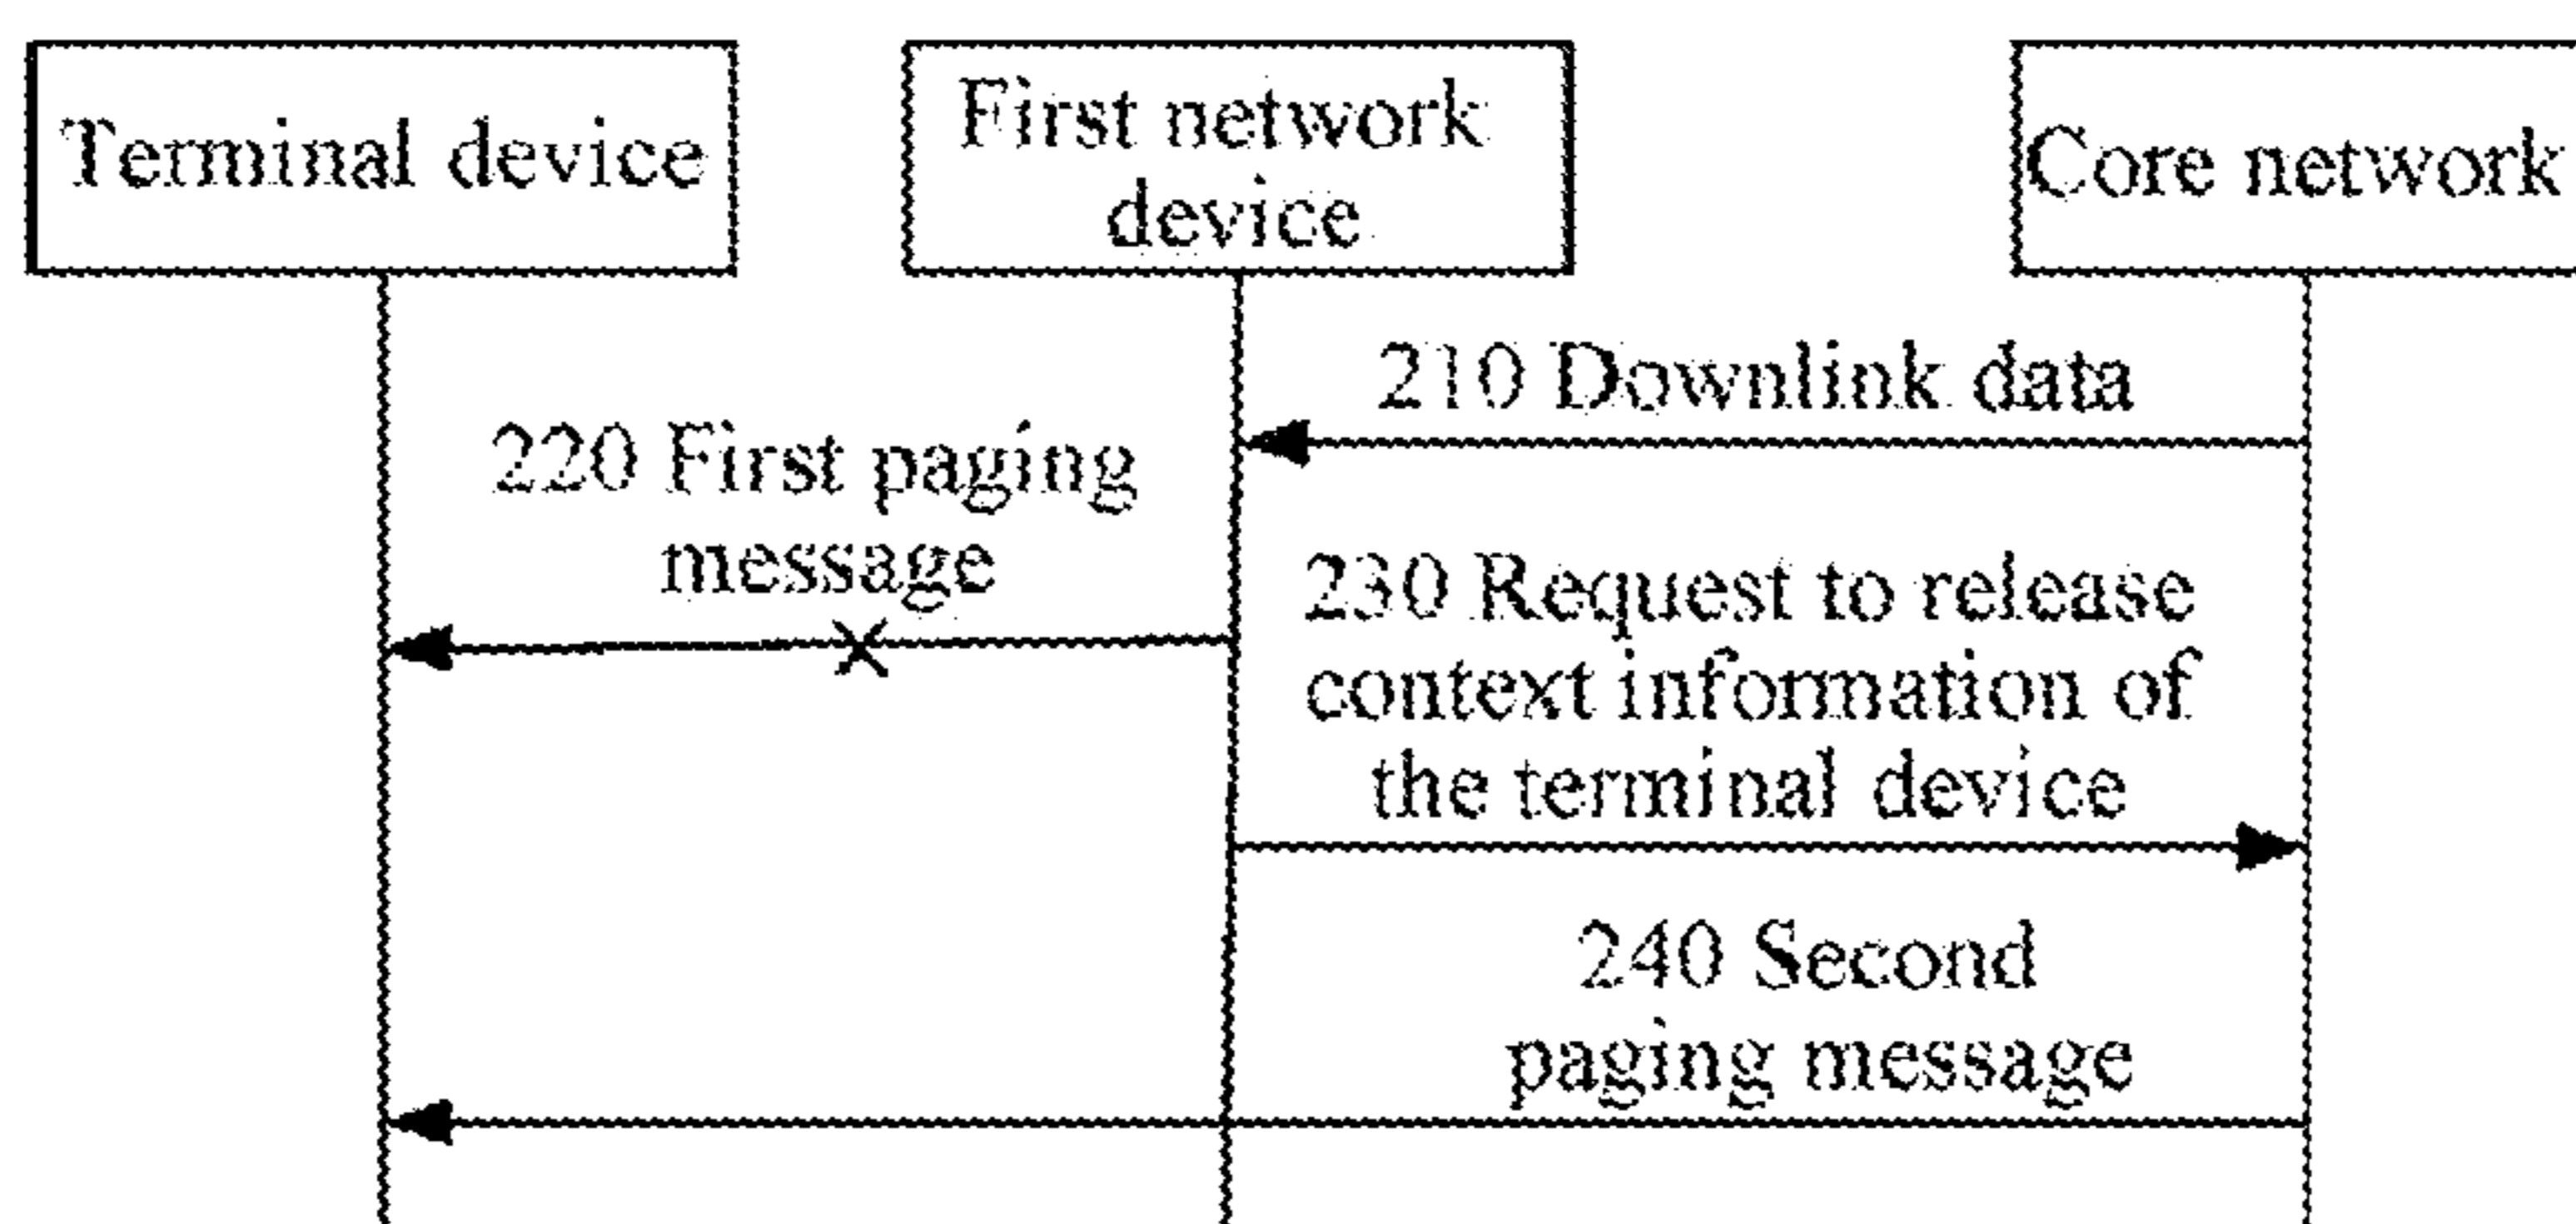 Terminal device
First network
device
Core network
210 Downlink data
220 First paging
message
230 Request to release
context information of
the terminal device
240 Second
paging message